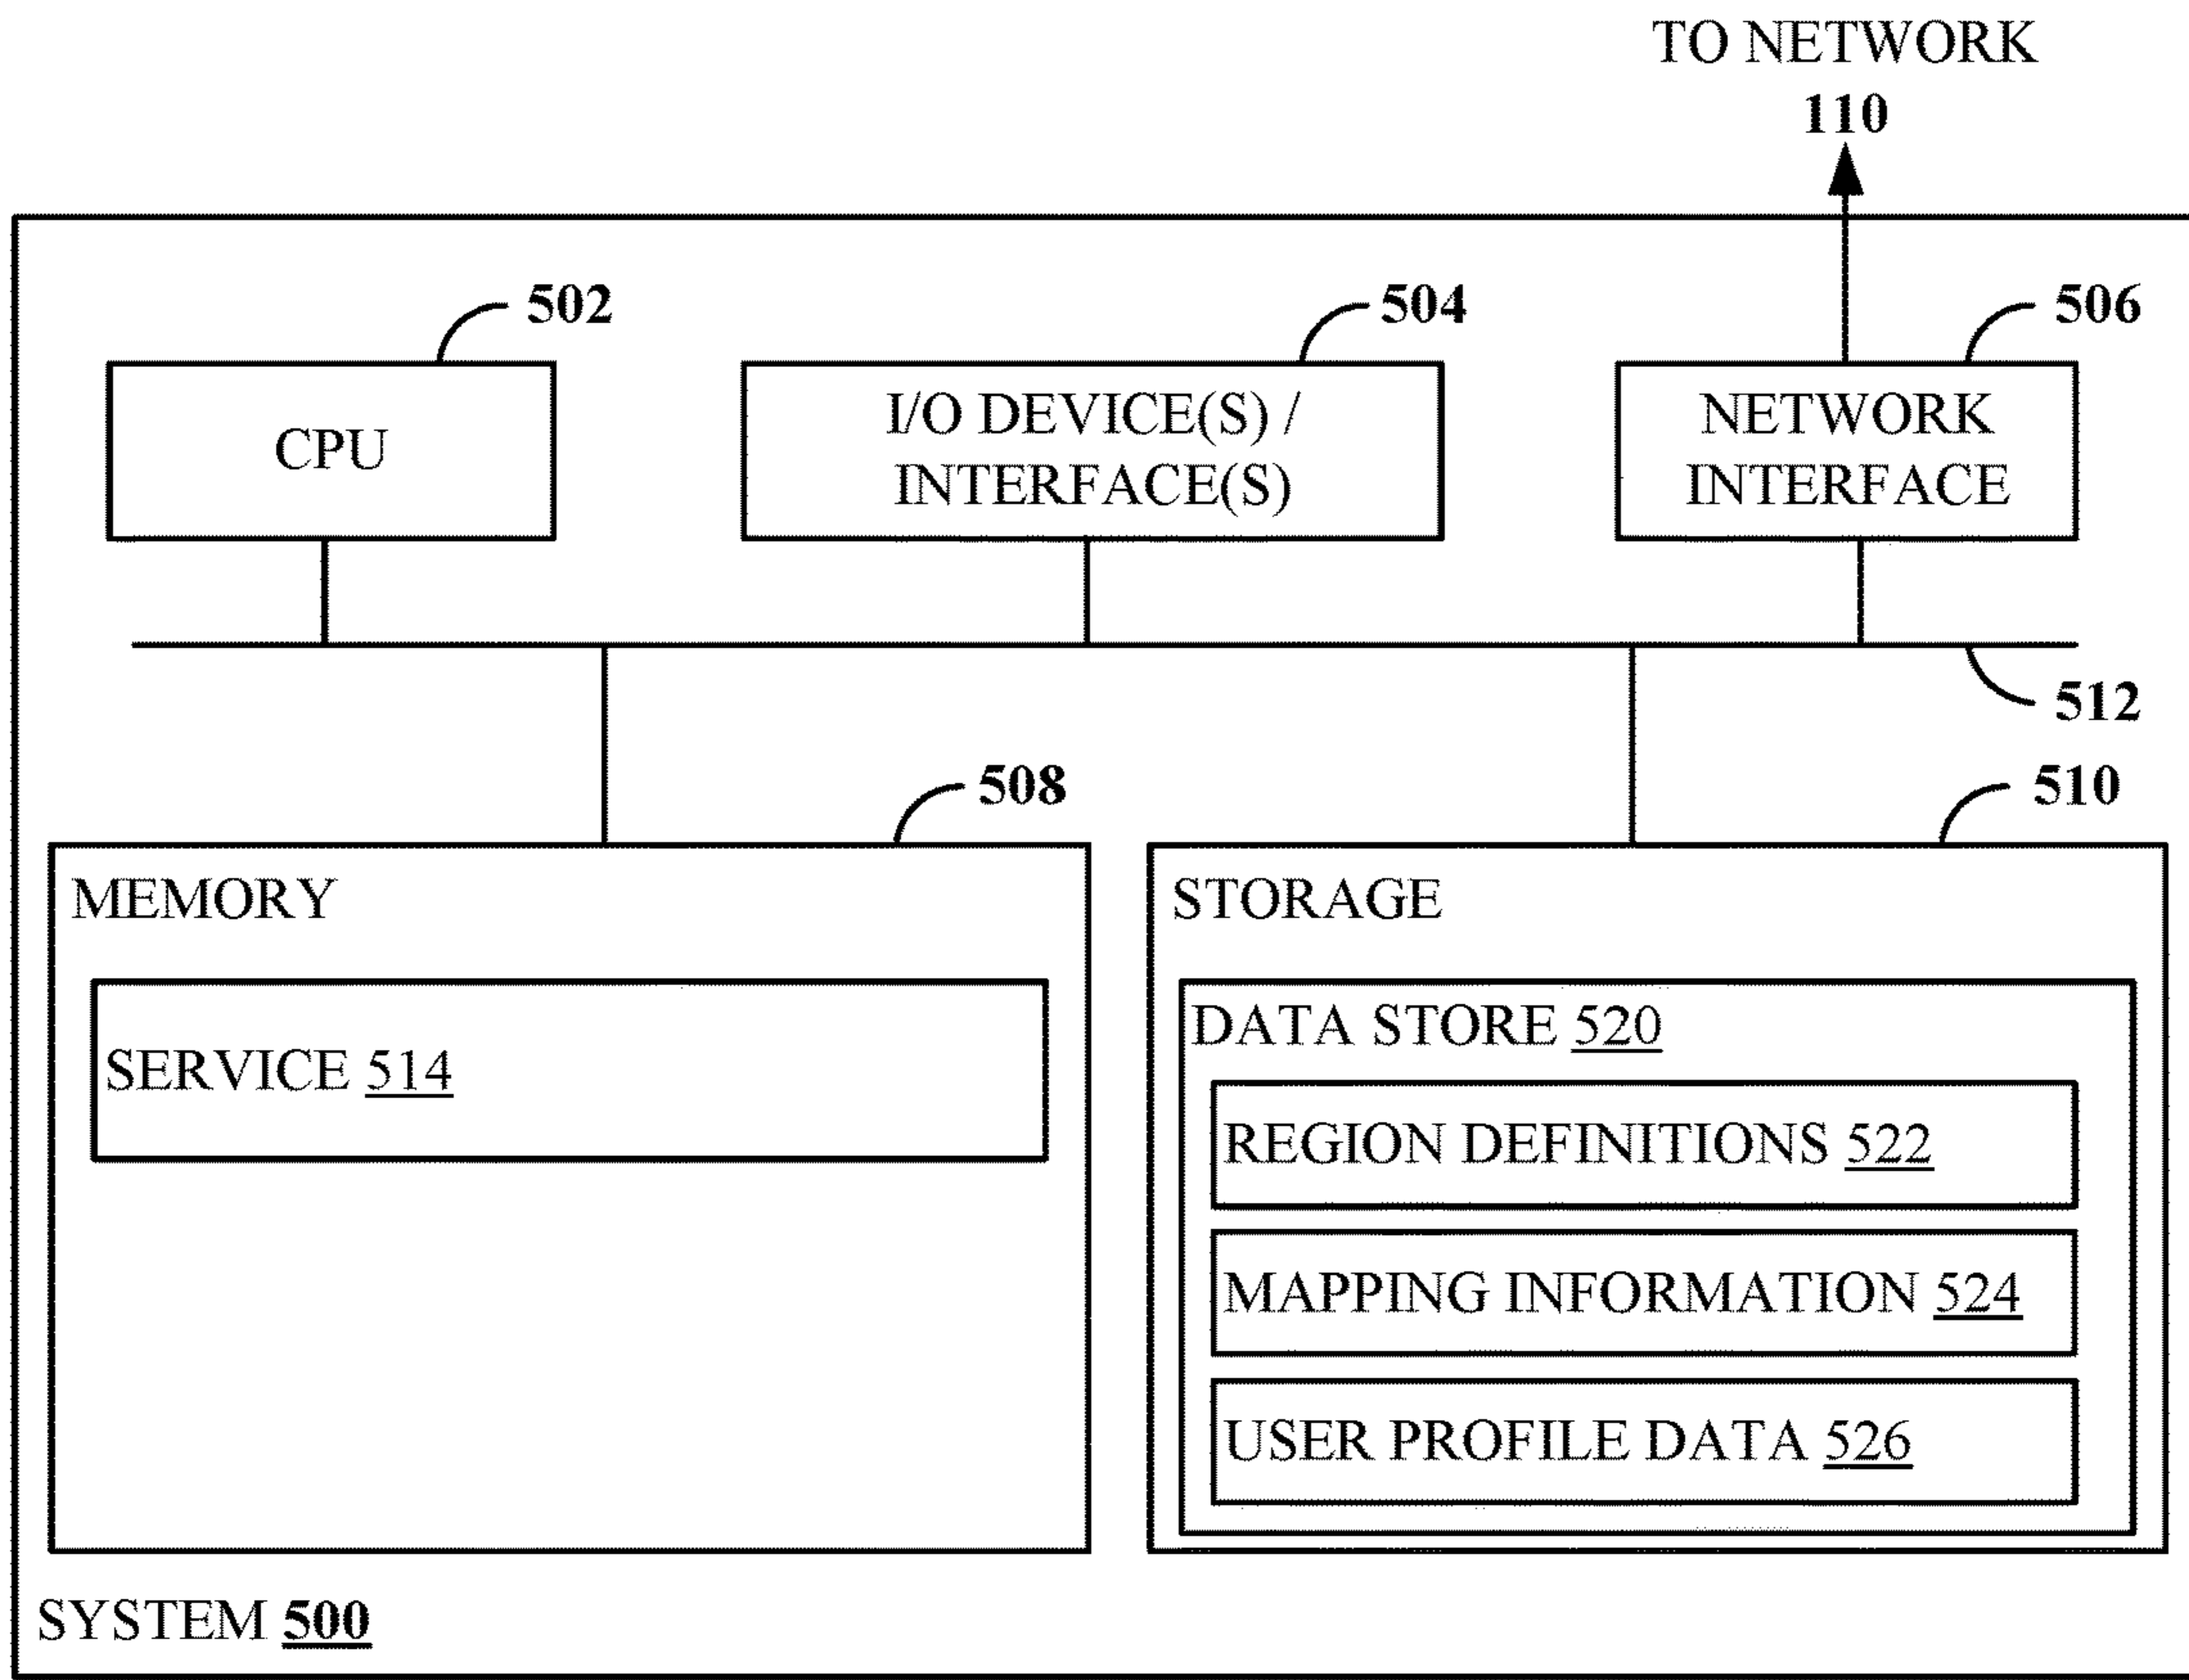 TO NETWORK
110
502
504
506
CPU
I/O DEVICE(S) /
INTERFACE(S)
NETWORK
INTERFACE
512
508
510
MEMORY
STORAGE
SERVICE 514
DATA STORE 520
REGION DEFINITIONS 522
MAPPING INFORMATION 524
USER PROFILE DATA 526
SYSTEM 500